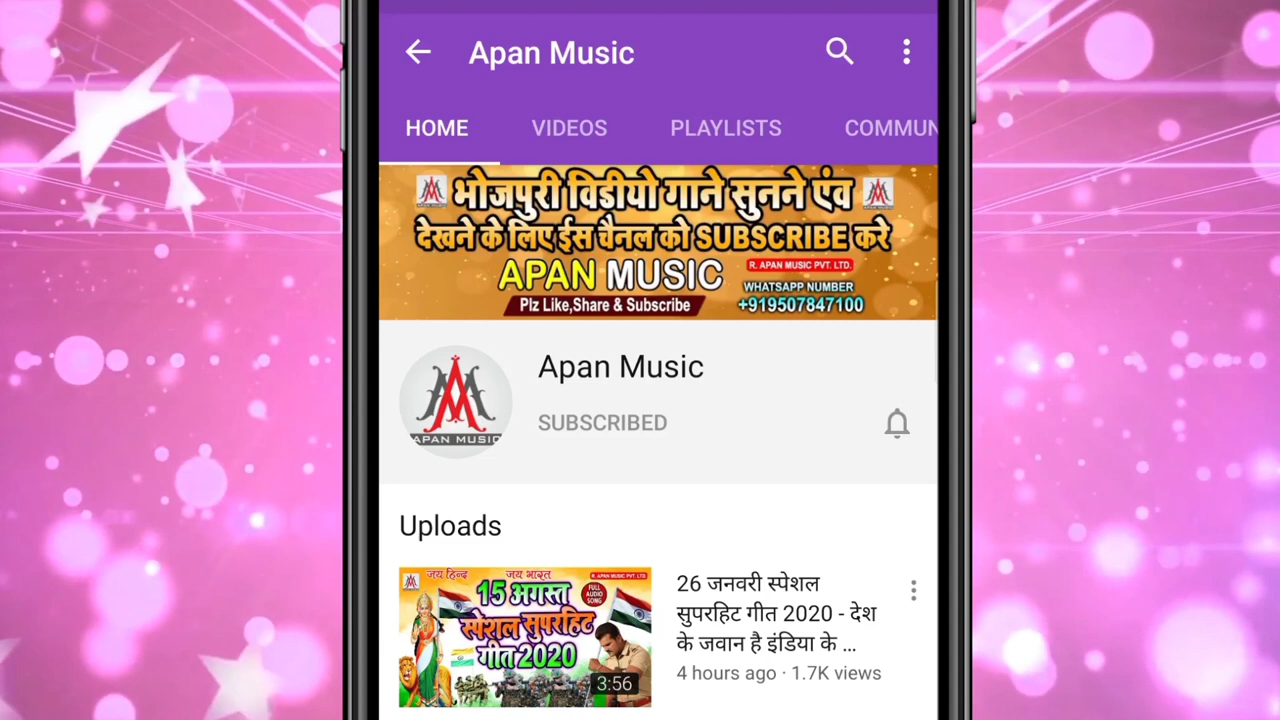 Apan Music
HOME VIDEOS PLAYLISTS COMMUN
भोजपुरी विडीयो गाने सुनने एंव
देखने के लिए ईस चैनल को SUBSCRIBE करे
APAN MUSIC
R. APAN MUSIC PVT. LTD.
WHATSAPP NUMBER
+919507847100
Plz Like,Share & Subscribe
Apan Music
SUBSCRIBED
APAN MUSIC
Uploads
जय हिन्द जय भारत
R. APAN MUSIC PVT. LTD
15 अगस्त
FULL
AUDIO
SONG
स्पेशल सुपरहिट
गीत 2020
3:56
26 जनवरी स्पेशल
सुपरहिट गीत 2020 - देश
के जवान है इंडिया के ...
4 hours ago · 1.7K views